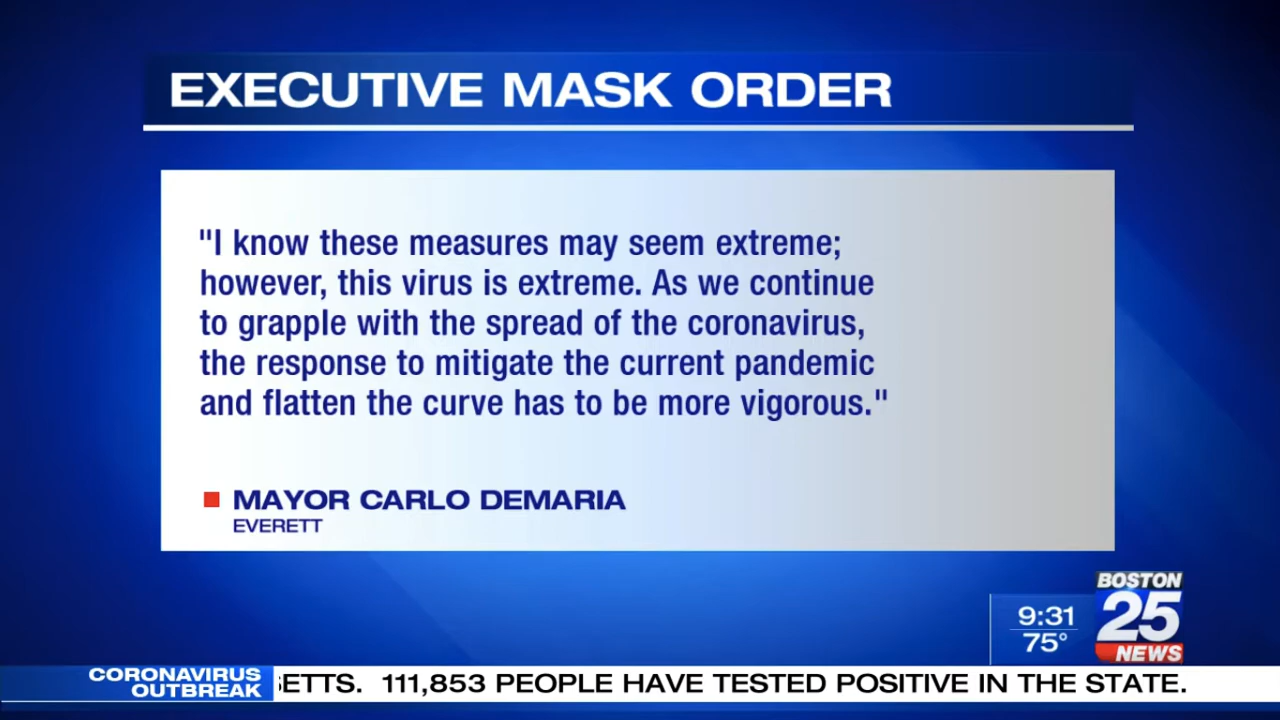 EXECUTIVE MASK ORDER
"I know these measures may seem extreme;
however, this virus is extreme. As we continue
to grapple with the spread of the coronavirus,
the response to mitigate the current pandemic
and flatten the curve has to be more vigorous."
MAYOR CARLO DEMARIA
EVERETT
9:31
75°
BOSTON
25
NEWS
CORONAVIRUS
OUTBREAK
ETTS. 111,853 PEOPLE HAVE TESTED POSITIVE IN THE STATE.